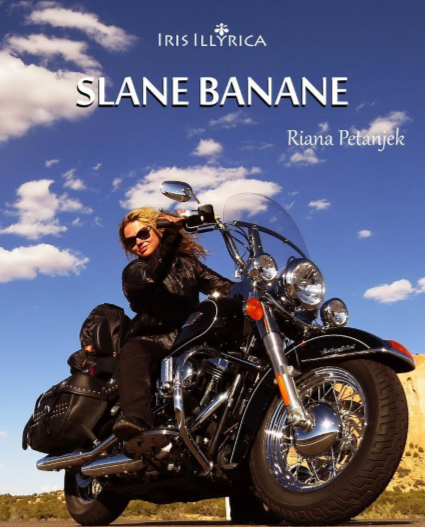 IRIS ILLYRICA
SLANE BANANE
Riana Petanjek